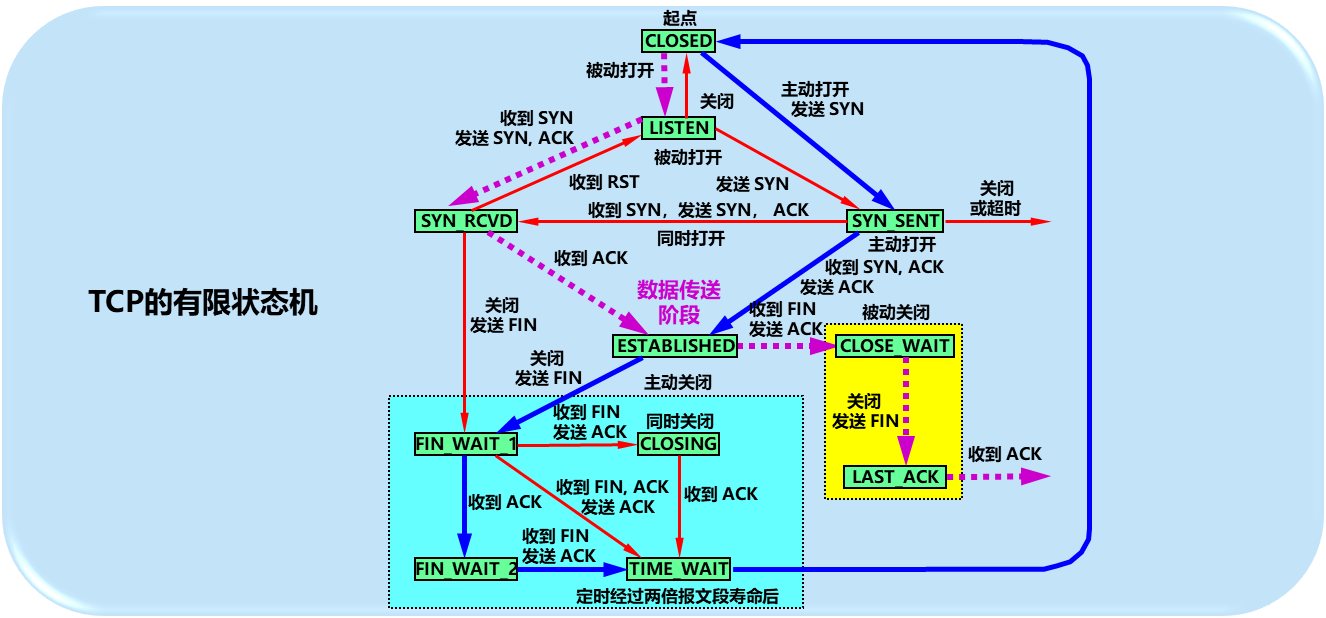 起点
CLOSED
被动打开
主动打开
发送 SYN
关闭
收到 SYN
发送 SYN, ACK
LISTEN
被动打开
收到 RST
发送 SYN
关闭
或超时
SYN_RCVD
收到 SYN，发送 SYN， ACK
SYN_SENT
同时打开
主动打开
收到 ACK
收到 SYN, ACK
发送 ACK
TCP的有限状态机
数据传送
阶段
关闭
发送 FIN
收到 FIN
发送 ACK
被动关闭
ESTABLISHED
CLOSE_WAIT
关闭
发送 FIN
主动关闭
关闭
发送 FIN
收到 FIN
发送 ACK
同时关闭
FIN_WAIT_1
CLOSING
收到 ACK
LAST_ACK
收到 ACK
收到 FIN, ACK
发送 ACK
收到 ACK
收到 FIN
发送 ACK
FIN_WAIT_2
TIME_WAIT
定时经过两倍报文段寿命后